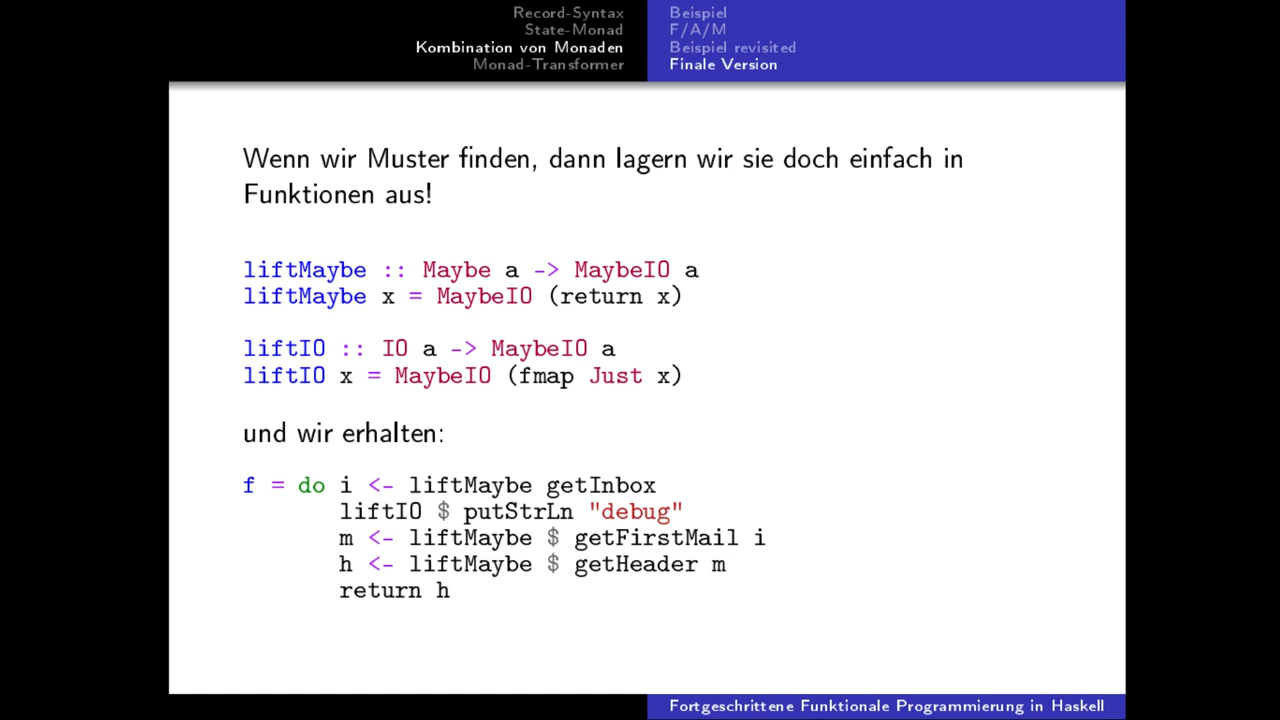 Record-Syntax
State-Monad
Kombination von Monaden
Monad-Transformer
Beispiel
F/A/M
Beispiel revisited
Finale Version
Wenn wir Muster finden, dann lagern wir sie doch einfach in
Funktionen aus!
liftMaybe :: Maybe a -> MaybeIO a
liftMaybe x = MaybeIO (return x)
liftIO :: IO a -> MaybeIO a
liftIO x = MaybeIO (fmap Just x)
und wir erhalten:
f = do i <- liftMaybe getInbox
liftIO $ putStrLn "debug"
m <- liftMaybe $ getFirstMail i
h <- liftMaybe $ getHeader m
return h
Fortgeschrittene Funktionale Programmierung in Haskell